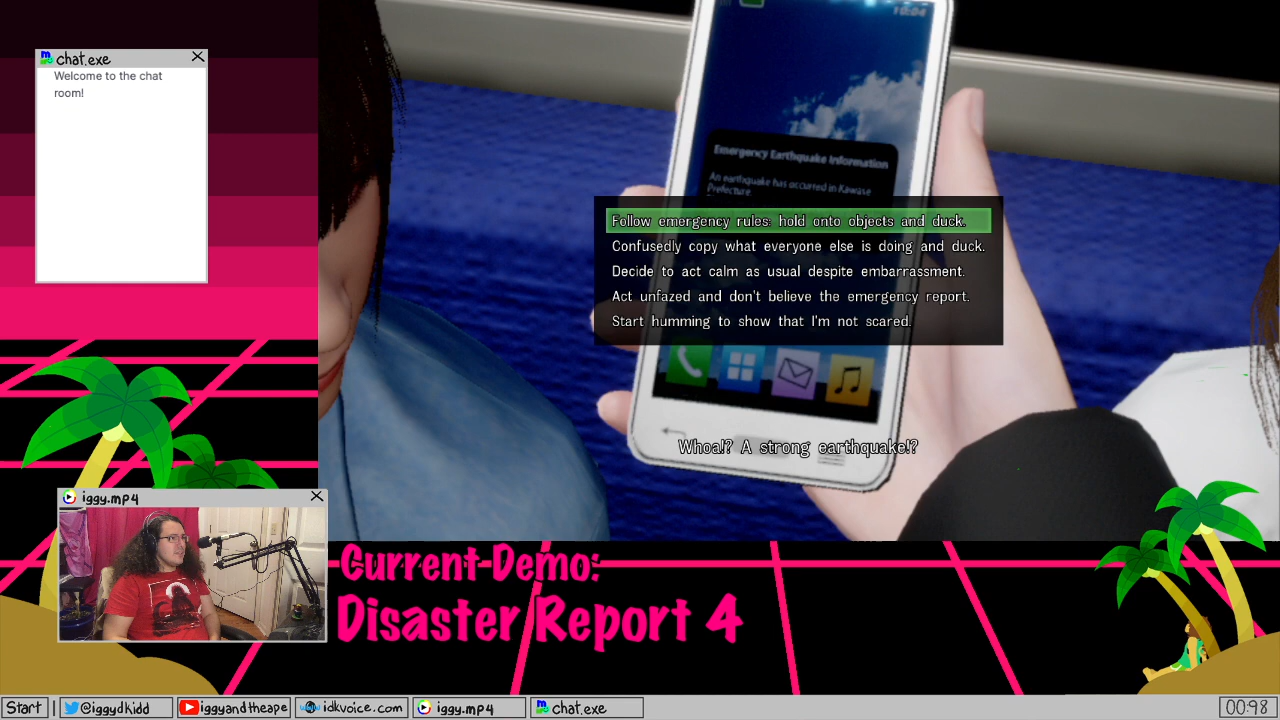 chat.exe
Welcome to the chat
room!
Emergency Earthquake Information
An earthquake has occurred in Kawase
Prefecture.
Follow emergency rules: hold onto objects and duck.
Confusedly copy what everyone else is doing and duck.
Decide to act calm as usual despite embarrassment.
Act unfazed and don't believe the emergency report.
Start humming to show that I'm not scared.
Whoa!? A strong earthquake!?
iggy.mp4
Current Demo:
Disaster Report 4
Start | @iggydkidd iggyandtheape www idkvoice.com iggy.mp4 chat.exe 00:98